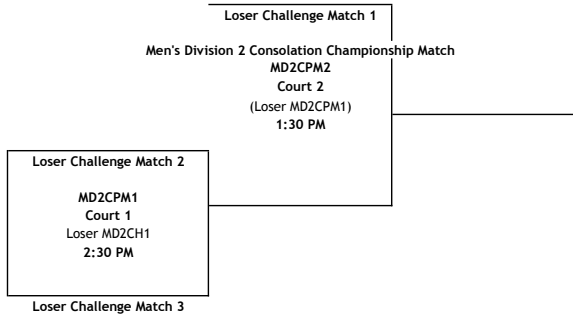 Loser Challenge Match 1
Men's Division 2 Consolation Championship Match
MD2CPM2
Court 2
(Loser MD2CPM1)
1:30 PM
Loser Challenge Match 2
MD2CPM1
Court 1
Loser MD2CH1
2:30 PM
Loser Challenge Match 3